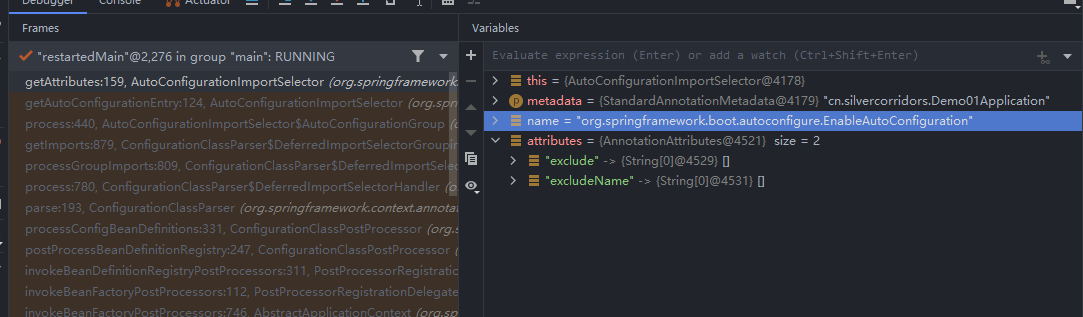 Debugger Console Actuator
Frames
"restartedMain"@2,276 in group "main": RUNNING
getAttributes:159, AutoConfigurationImportSelector (org.springframework.
getAutoConfigurationEntry:124, AutoConfigurationImportSelector (org.spr
process:440, AutoConfigurationImportSelector$AutoConfigurationGroup (
getImports:879, ConfigurationClassParser$DeferredImportSelectorGroupin
processGroupImports:809, ConfigurationClassParser$DeferredImportSelec
process:780, ConfigurationClassParser$DeferredImportSelectorHandler (o
parse:193, ConfigurationClassParser (org.springframework.context.annota
processConfigBeanDefinitions:331, ConfigurationClassPostProcessor (org.s
postProcessBeanDefinitionRegistry:247, ConfigurationClassPostProcessor (
invokeBeanDefinitionRegistryPostProcessors:311, PostProcessorRegistratio
invokeBeanFactoryPostProcessors:112, PostProcessorRegistrationDelegate
invokeBeanFactoryPostProcessors:746, AbstractApplicationContext (org.sp
Variables
Evaluate expression (Enter) or add a watch (Ctrl+Shift+Enter)
this = {AutoConfigurationImportSelector@4178}
p metadata = {StandardAnnotationMetadata@4179} "cn.silvercorridors.Demo01Application"
name = "org.springframework.boot.autoconfigure.EnableAutoConfiguration"
attributes = {AnnotationAttributes@4521} size = 2
"exclude" -> {String[0]@4529} []
"excludeName" -> {String[0]@4531} []